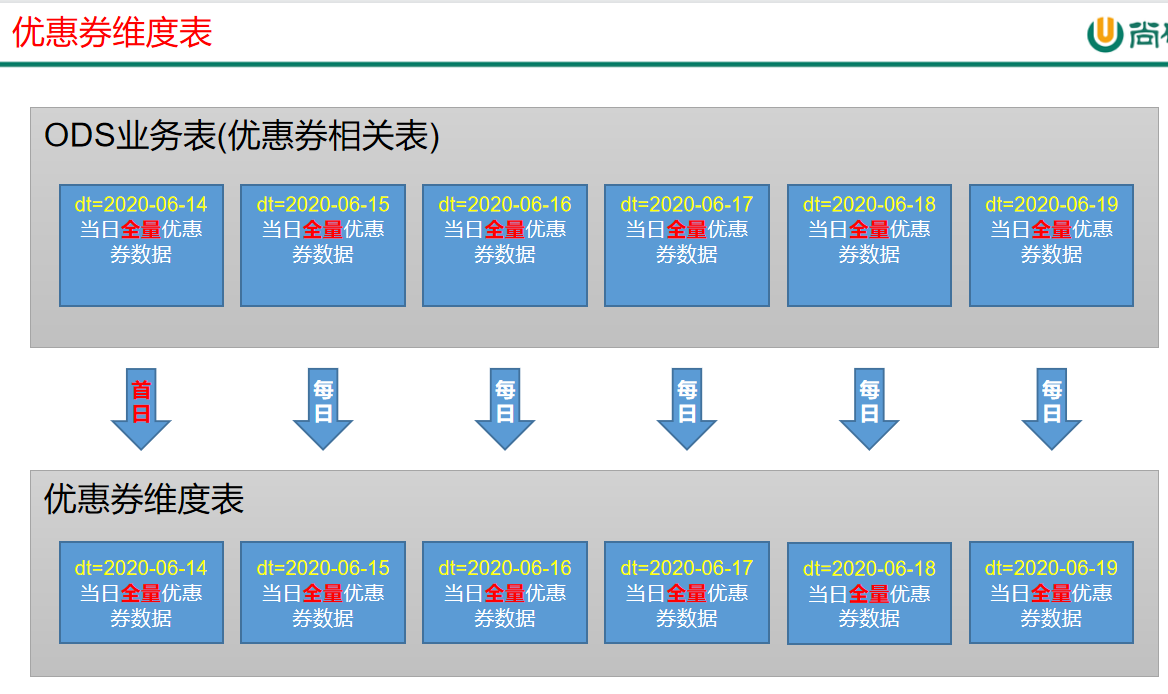 优惠券维度表
尚
ODS业务表(优惠券相关表)
dt=2020-06-14
当日全量优惠
券数据
dt=2020-06-15
当日全量优惠
券数据
dt=2020-06-16
当日全量优惠
券数据
dt=2020-06-17
当日全量优惠
券数据
dt=2020-06-18
当日全量优惠
券数据
dt=2020-06-19
当日全量优惠
券数据
首
日
每
日
每
日
每
日
每
日
每
日
优惠券维度表
dt=2020-06-14
当日全量优惠
券数据
dt=2020-06-15
当日全量优惠
券数据
dt=2020-06-16
当日全量优惠
券数据
dt=2020-06-17
当日全量优惠
券数据
dt=2020-06-18
当日全量优惠
券数据
dt=2020-06-19
当日全量优惠
券数据